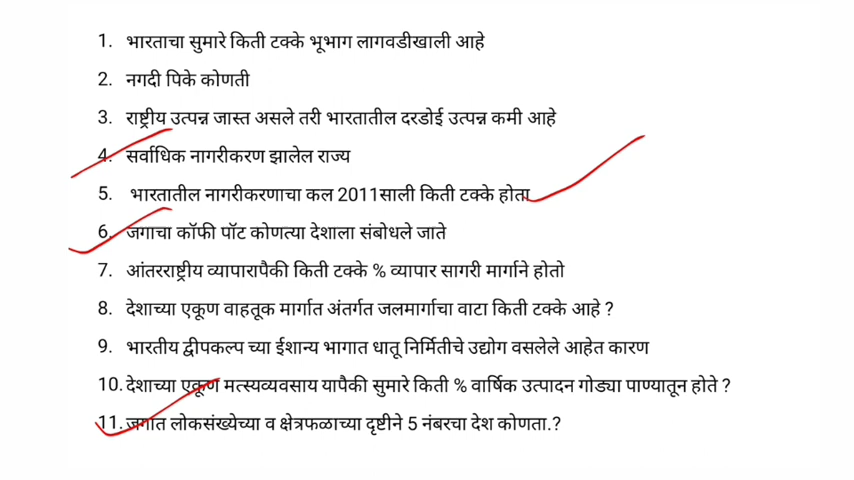 1. भारताचा सुमारे किती टक्के भूभाग लागवडीखाली आहे
2. नगदी पिके कोणती
3. राष्ट्रीय उत्पन्न जास्त असले तरी भारतातील दरडोई उत्पन्न कमी आहे
4. सर्वाधिक नागरीकरण झालेल राज्य
5. भारतातील नागरीकरणाचा कल 2011साली किती टक्के होता
6. जगाचा कॉफी पॉट कोणत्या देशाला संबोधले जाते
7. आंतरराष्ट्रीय व्यापारापैकी किती टक्के % व्यापार सागरी मार्गाने होतो
8. देशाच्या एकूण वाहतूक मार्गात अंतर्गत जलमार्गाचा वाटा किती टक्के आहे ?
9. भारतीय द्वीपकल्प च्या ईशान्य भागात धातू निर्मितीचे उद्योग वसलेले आहेत कारण
10. देशाच्या एकूण मत्स्यव्यवसाय यापैकी सुमारे किती % वार्षिक उत्पादन गोड्या पाण्यातून होते ?
11. जगात लोकसंख्येच्या व क्षेत्रफळाच्या दृष्टीने 5 नंबरचा देश कोणता.?